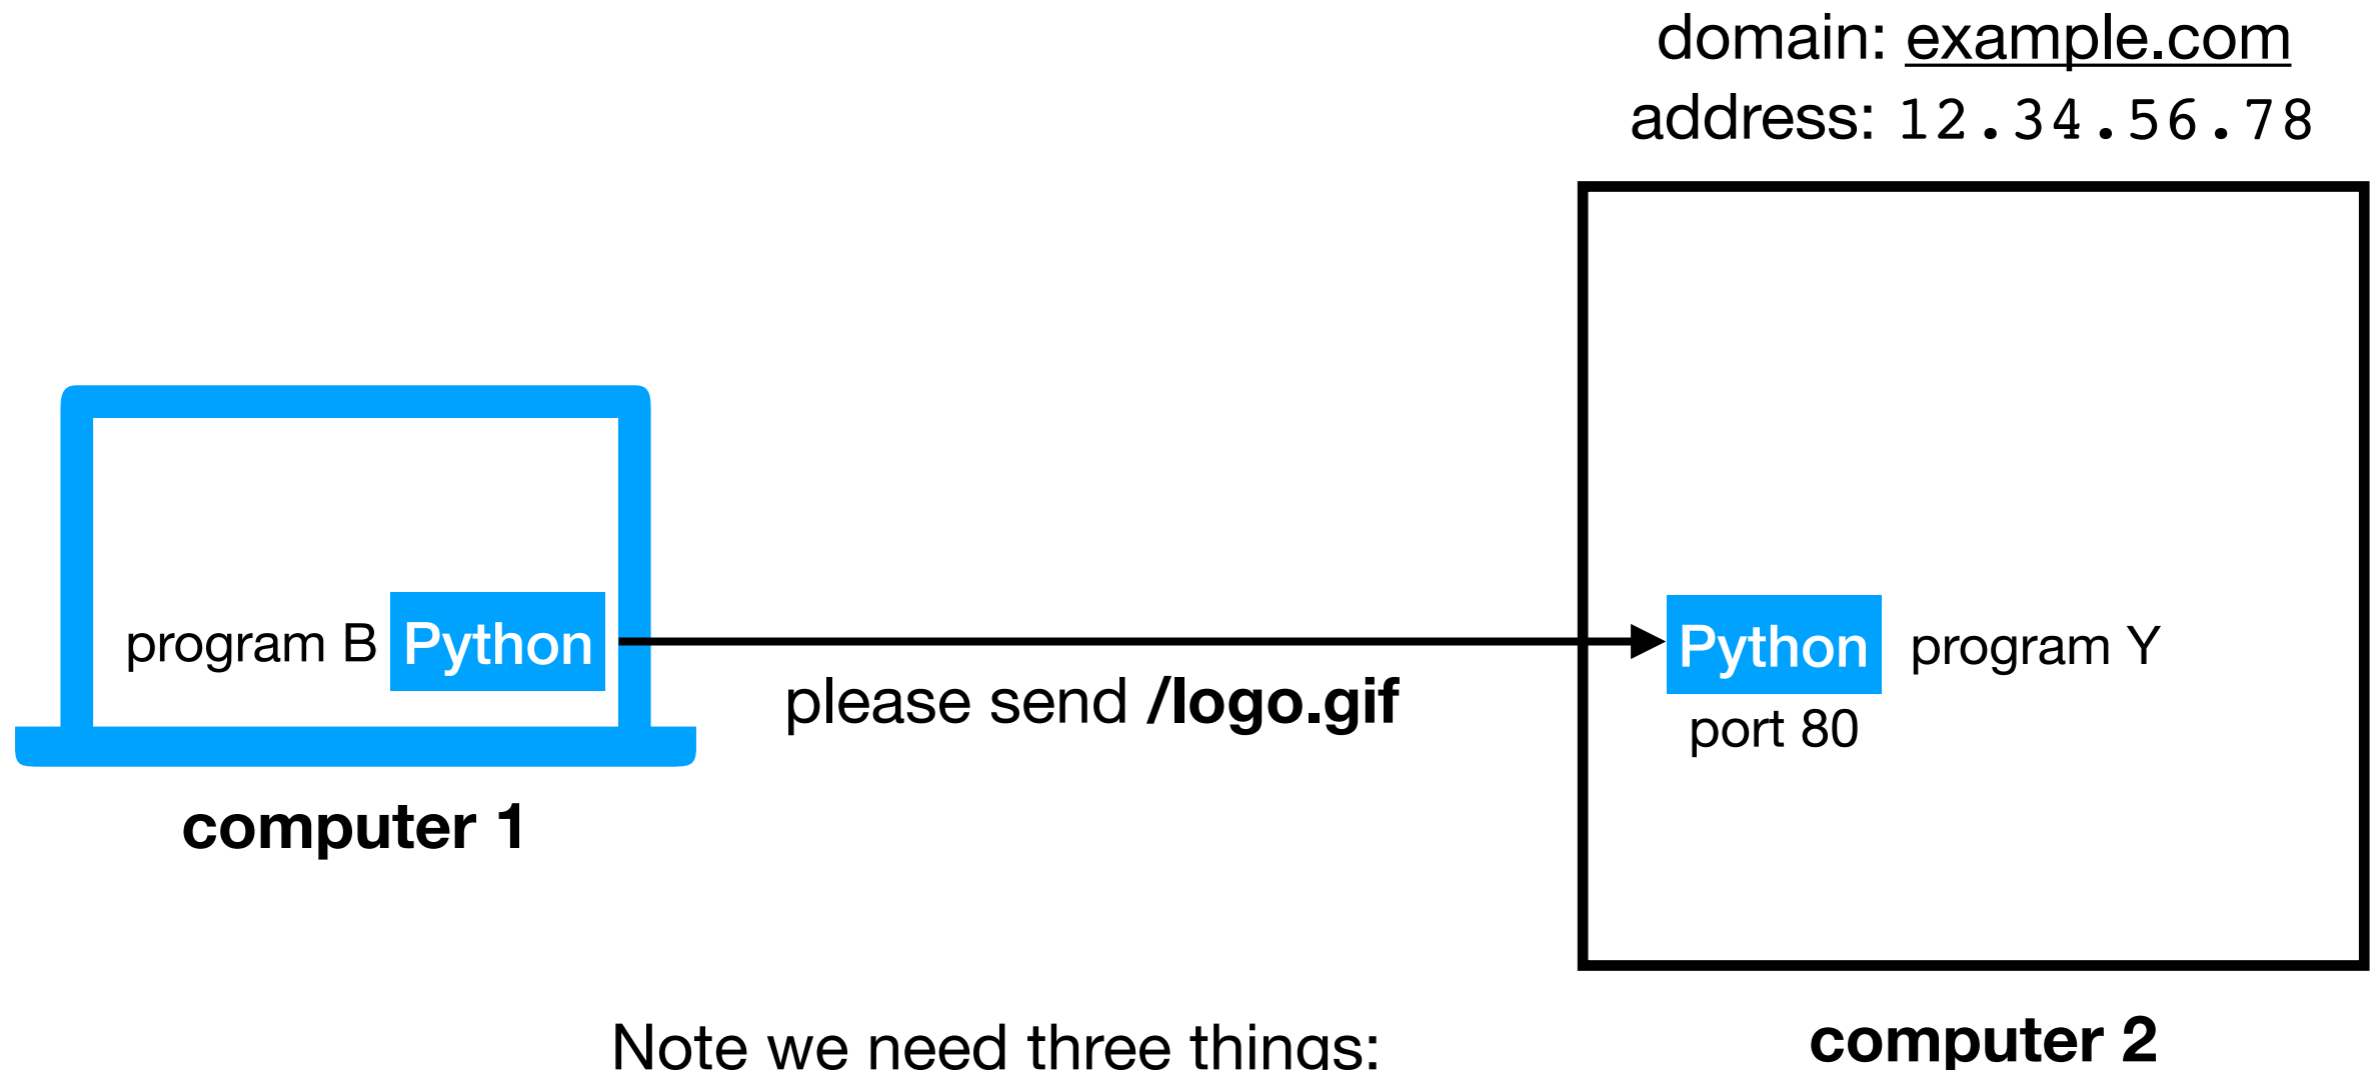 domain: example.com
address: 12.34.56.78
program B Python
Python program Y
please send /logo.gif
port 80
computer 1
Note we need three things:
computer 2